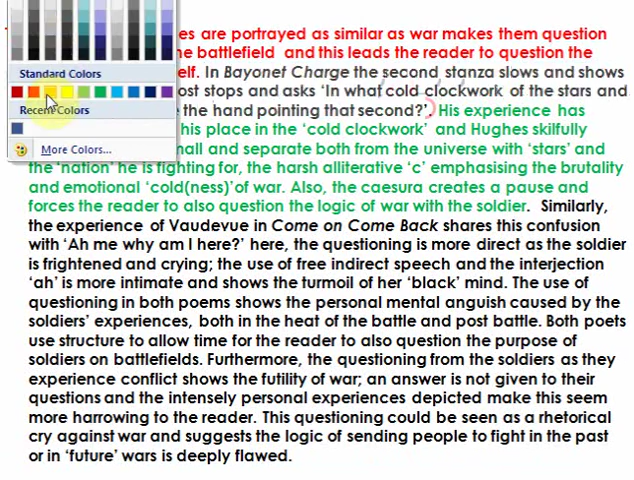 es are portrayed as similar as war makes them question
e battlefield and this leads the reader to question the
Standard Colors
elf. In Bayonet Charge the second stanza slows and shows
ost stops and asks 'In what cold clockwork of the stars and
Recent Colors
the hand pointing that second?'. His experience has
his place in the 'cold clockwork' and Hughes skilfully
More Colors...
mall and separate both from the universe with 'stars' and
the 'nation' he is fighting for, the harsh alliterative 'c' emphasising the brutality
and emotional 'cold(ness)'of war. Also, the caesura creates a pause and
forces the reader to also question the logic of war with the soldier. Similarly,
the experience of Vaudevue in Come on Come Back shares this confusion
with 'Ah me why am I here?' here, the questioning is more direct as the soldier
is frightened and crying; the use of free indirect speech and the interjection
'ah' is more intimate and shows the turmoil of her 'black' mind. The use of
questioning in both poems shows the personal mental anguish caused by the
soldiers' experiences, both in the heat of the battle and post battle. Both poets
use structure to allow time for the reader to also question the purpose of
soldiers on battlefields. Furthermore, the questioning from the soldiers as they
experience conflict shows the futility of war; an answer is not given to their
questions and the intensely personal experiences depicted make this seem
more harrowing to the reader. This questioning could be seen as a rhetorical
cry against war and suggests the logic of sending people to fight in the past
or in 'future' wars is deeply flawed.